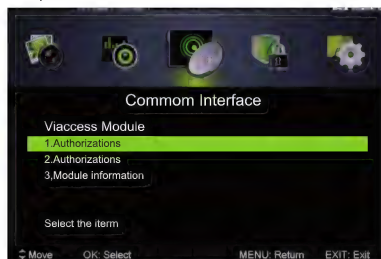 Commom Interface
Viaccess Module
1.Authorizations
2.Authorizations
3,Module information
Select the iterm
Move OK: Select MENU: Return EXIT: Exit